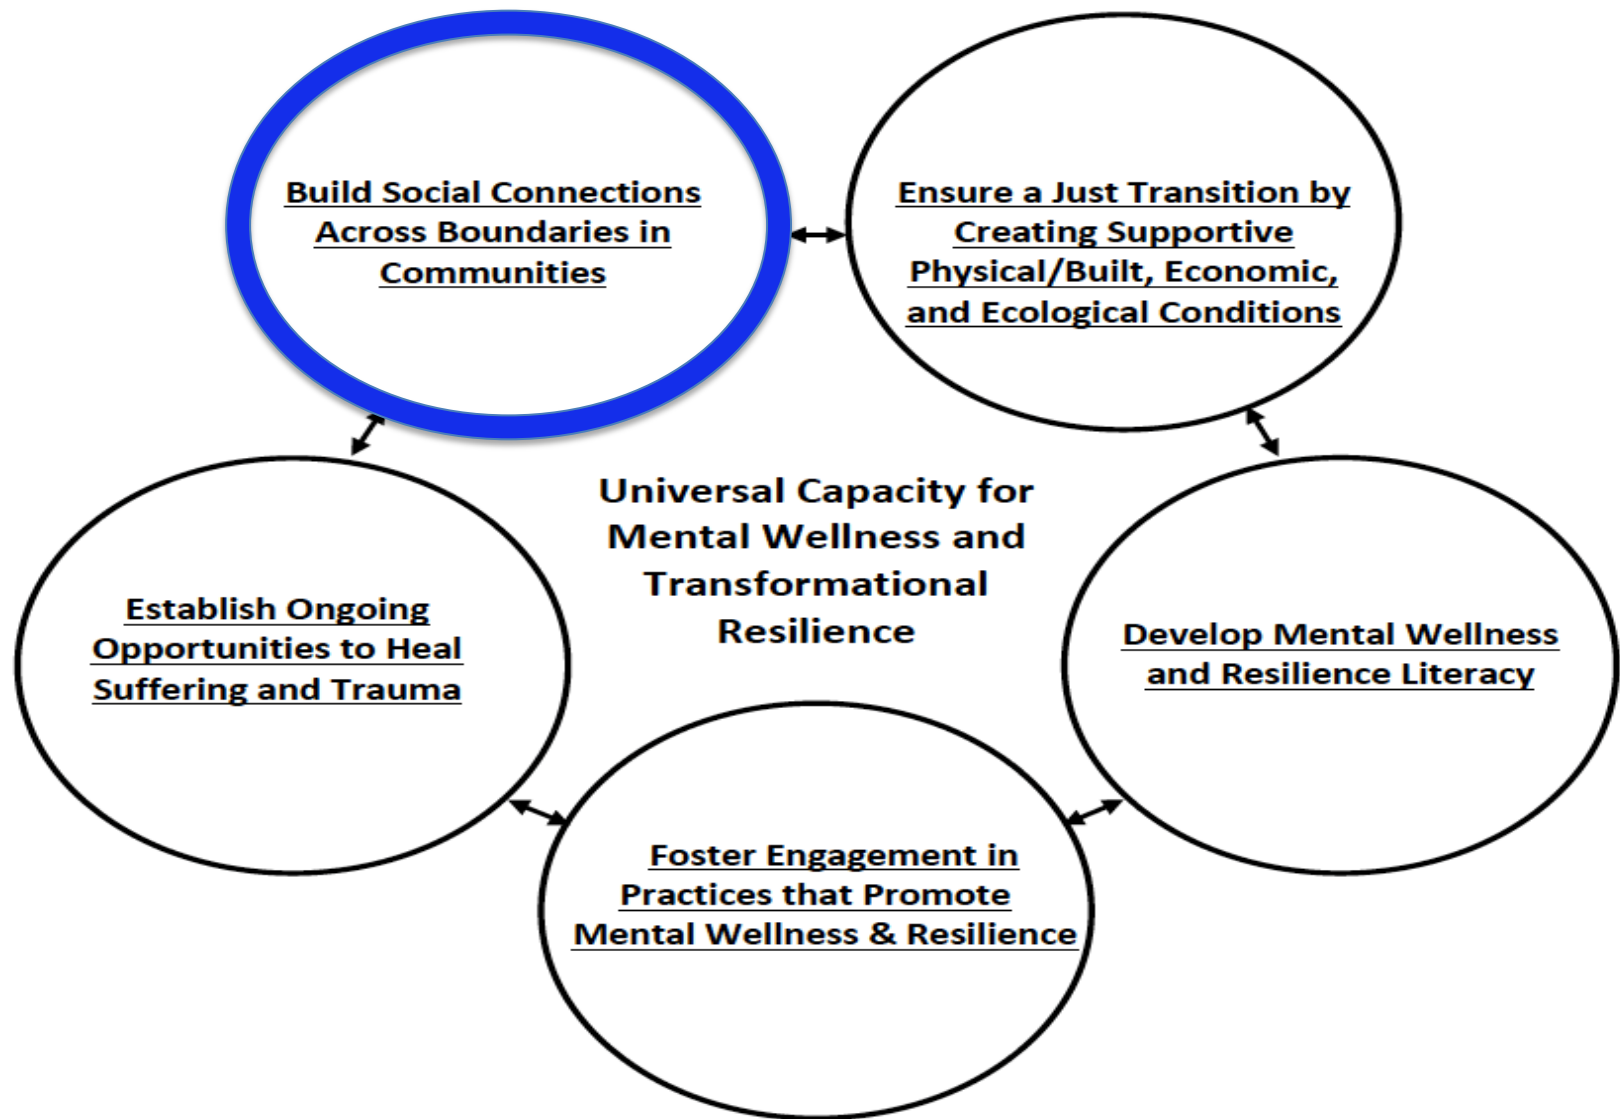 Build Social Connections
Across Boundaries in
Communities
Ensure a Just Transition by
Creating Supportive
Physical/Built, Economic,
and Ecological Conditions
Universal Capacity for
Mental Wellness and
Transformational
Resilience
Establish Ongoing
Opportunities to Heal
Suffering and Trauma
Develop Mental Wellness
and Resilience Literacy
Foster Engagement in
Practices that Promote
Mental Wellness & Resilience